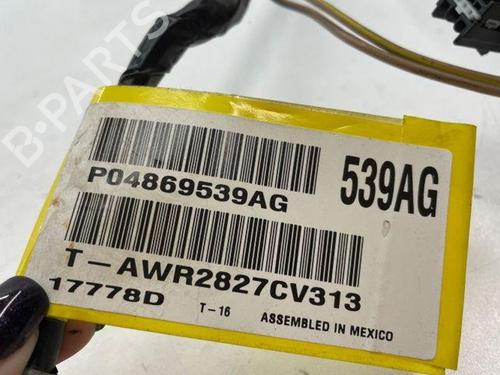 B-PARTS
P04869539AG
539AG
T-AWR2827CV313
17778D
T-16
ASSEMBLED IN MEXICO